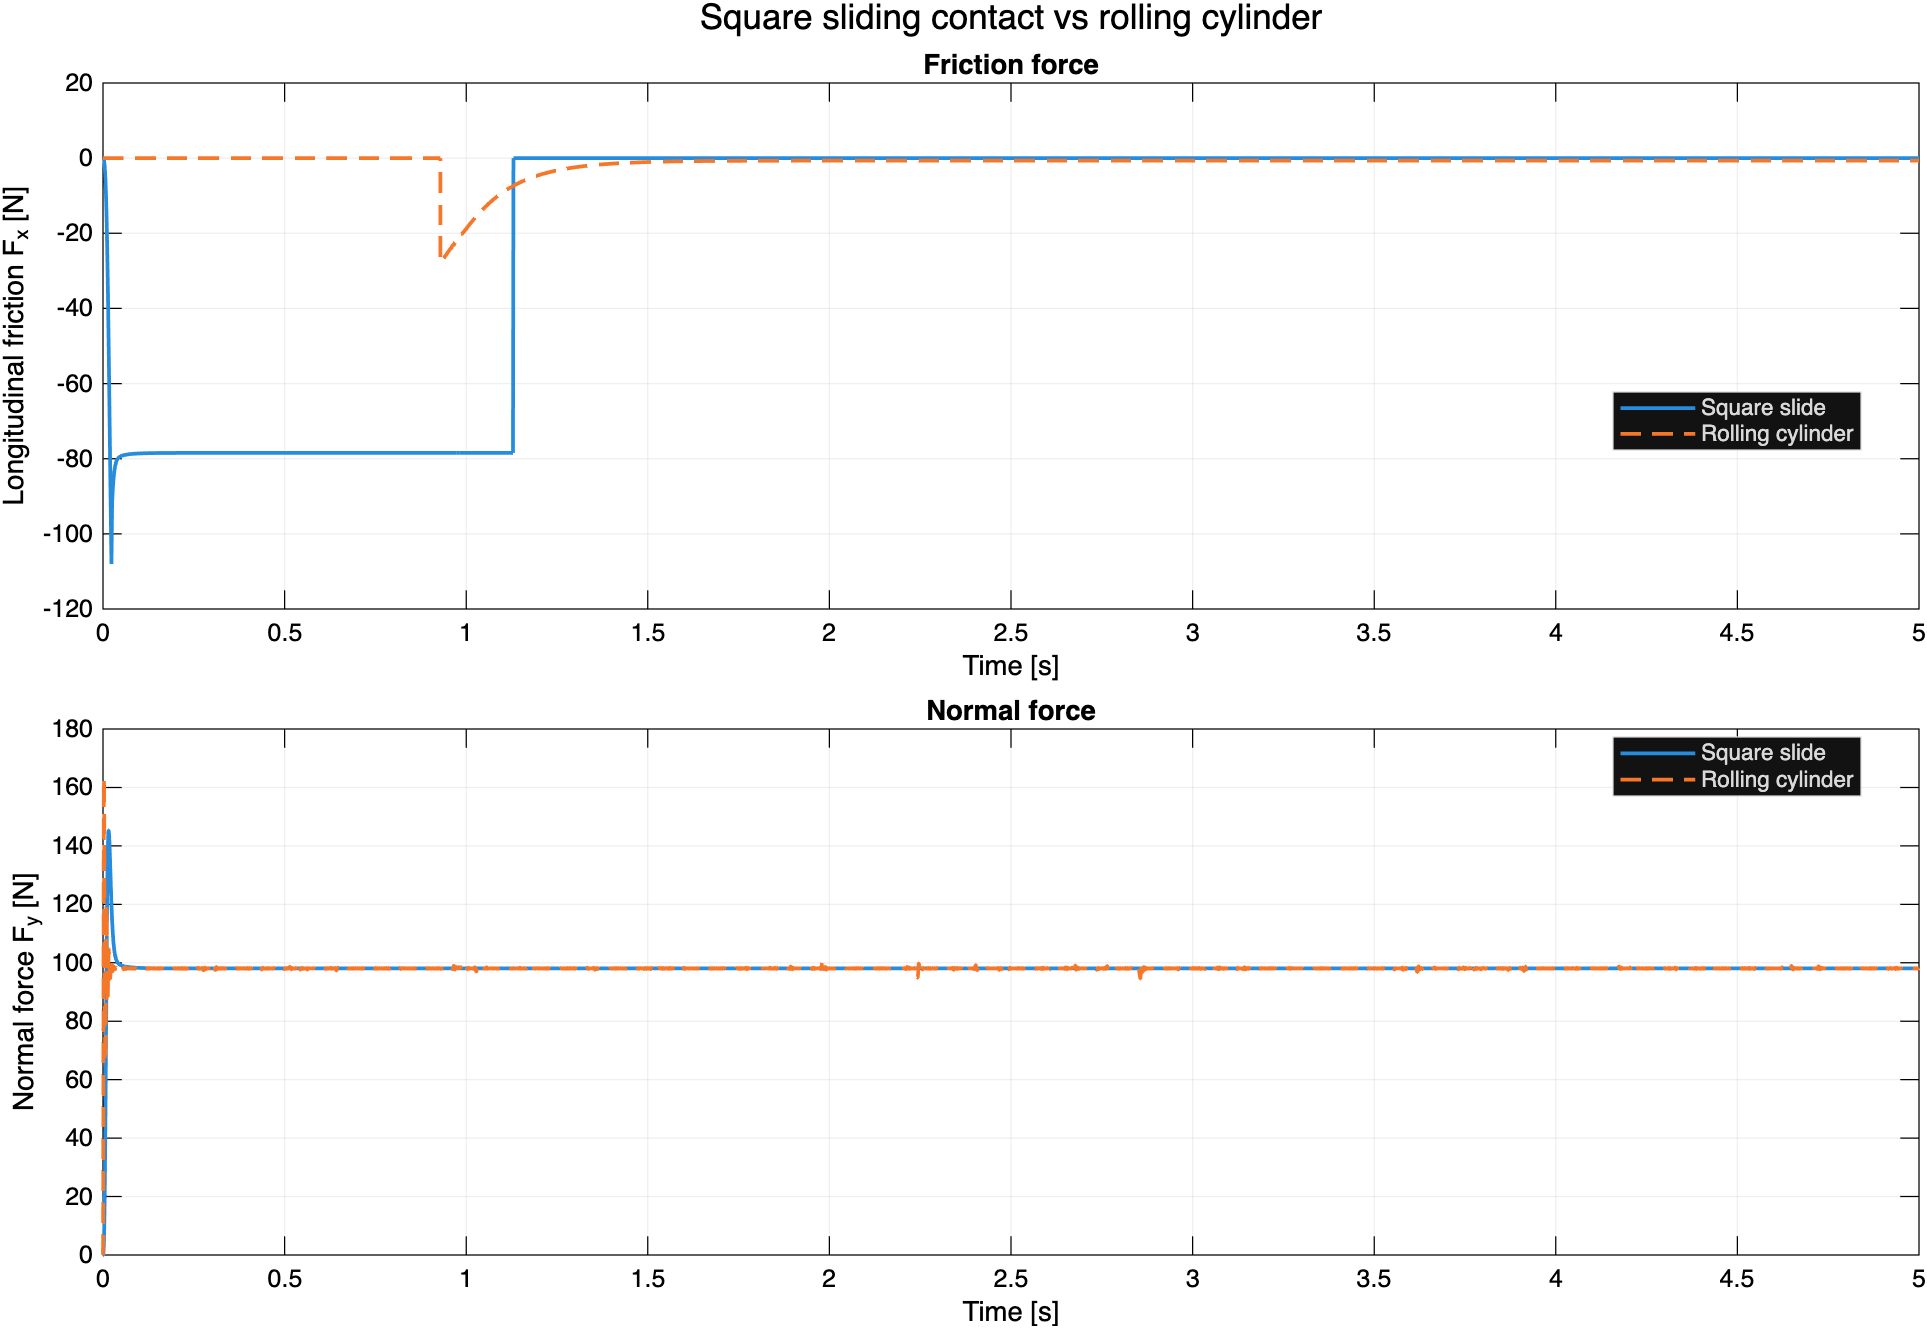 Square sliding contact vs rolling cylinder
Friction force
Longitudinal friction Fx [N]
20
0
-20
-40
-60
-80
-100
-120
0 0.5 1 1.5 2 2.5 3 3.5 4 4.5 5
Time [s]
Square slide
Rolling cylinder
Normal force
Normal force Fy [N]
180
160
140
120
100
80
60
40
20
0
0 0.5 1 1.5 2 2.5 3 3.5 4 4.5 5
Time [s]
Square slide
Rolling cylinder